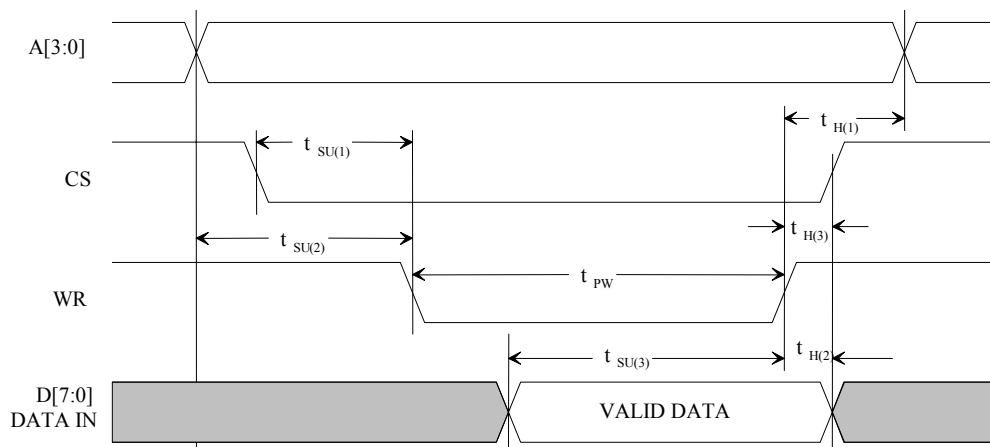 A[3:0]
t H(1)
t SU(1)
CS
t H(3)
t SU(2)
t PW
WR
t SU(3)
t H(2
D[7:0]
DATA IN
VALID DATA